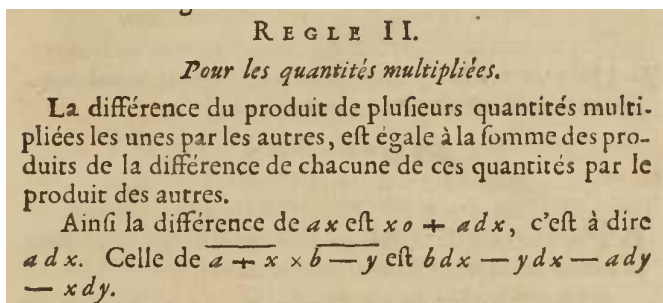 REGLE II.
Pour les quantités multipliées.
La différence du produit de pluſieurs quantités multi-
pliées les unes par les autres, eſt égale à la ſomme des pro-
duits de la différence de chacune de ces quantités par le
produit des autres.
Ainſi la différence de ax eſt xo + adx, c'eſt à dire
adx. Celle de a + x × b — y eſt bdx — ydx — ady
— xdy.